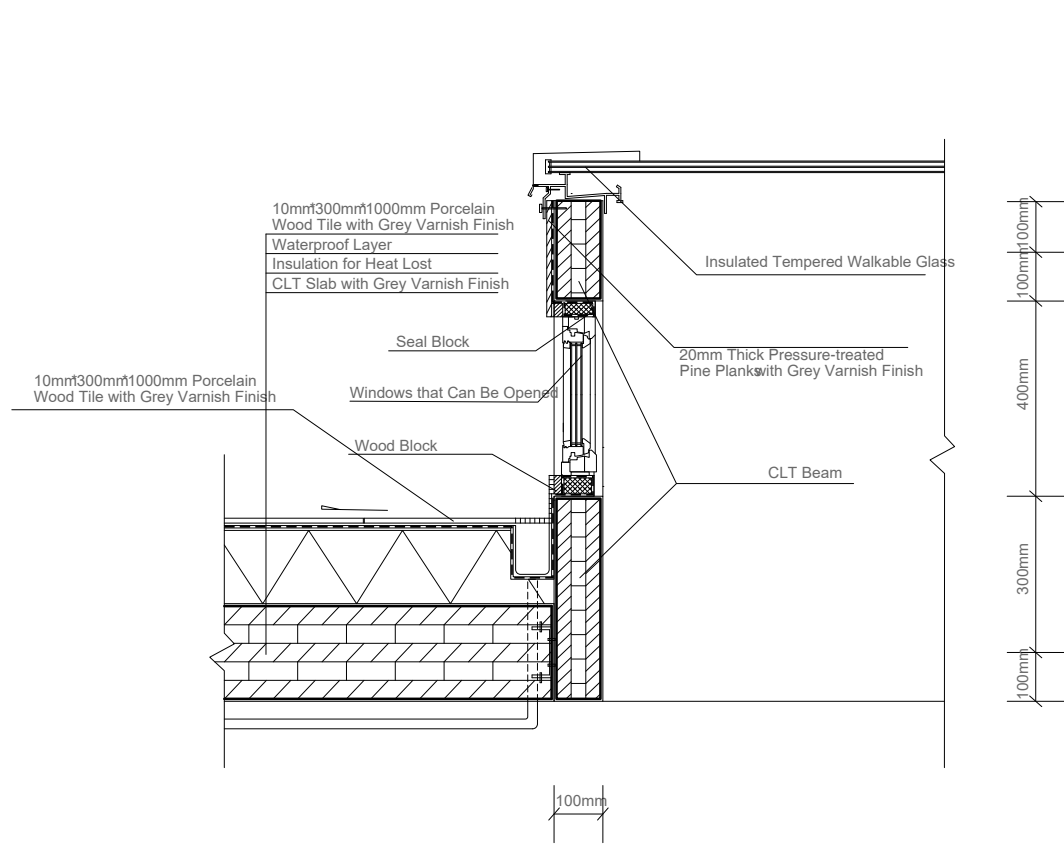 10mm*300mm*1000mm Porcelain
Wood Tile with Grey Varnish Finish
Waterproof Layer
Insulation for Heat Lost
CLT Slab with Grey Varnish Finish
Insulated Tempered Walkable Glass
Seal Block
20mm Thick Pressure-treated
Pine Planks with Grey Varnish Finish
10mm*300mm*1000mm Porcelain
Wood Tile with Grey Varnish Finish
Windows that Can Be Opened
Wood Block
CLT Beam
100mm
100mm
400mm
300mm
100mm
100mm